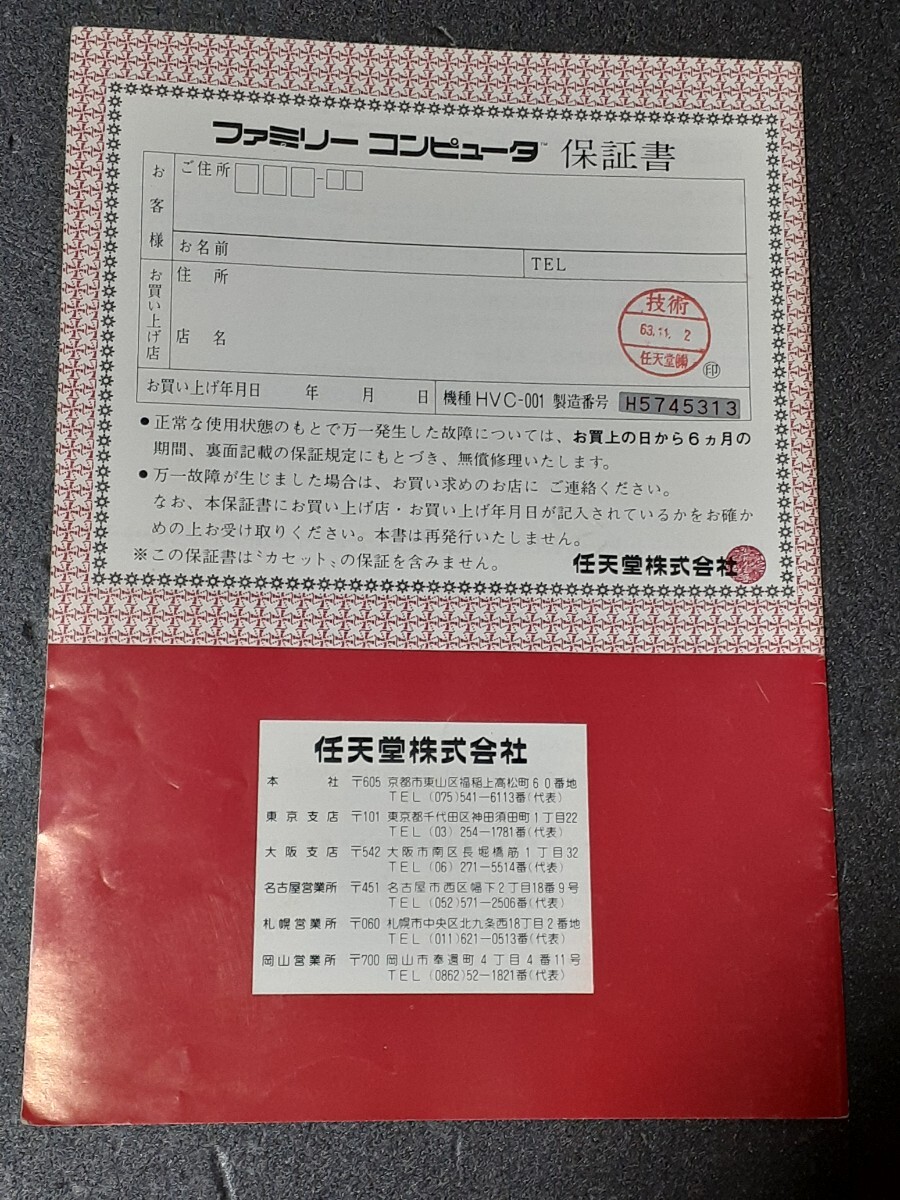 ファミリー コンピュータ™ 保証書
お客様
ご住所
お名前
TEL
お買い上げ店
住 所
店 名
技術
63.11. 2
任天堂㈱
印
お買い上げ年月日 年 月 日
機種 HVC-001 製造番号 H5745313
● 正常な使用状態のもとで万一発生した故障については、お買上の日から6ヵ月の
期間、裏面記載の保証規定にもとづき、無償修理いたします。
● 万一故障が生じました場合は、お買い求めのお店に ご連絡ください。
なお、本保証書にお買い上げ店・お買い上げ年月日が記入されているかをお確か
めの上お受け取りください。本書は再発行いたしません。
※この保証書は〝カセット〟の保証を含みません。
任天堂株式会社
任天堂株式会社
本 社 〒605 京都市東山区福稲上高松町60番地
TEL (075)541-6113番(代表)
東京支店 〒101 東京都千代田区神田須田町1丁目22
TEL (03) 254-1781番(代表)
大阪支店 〒542 大阪市南区長堀橋筋1丁目32
TEL (06) 271-5514番(代表)
名古屋営業所 〒451 名古屋市西区幅下2丁目18番9号
TEL (052)571-2506番(代表)
札幌営業所 〒060 札幌市中央区北九条西18丁目2番地
TEL (011)621-0513番(代表)
岡山営業所 〒700 岡山市奉還町4丁目4番11号
TEL (0862)52-1821番(代表)